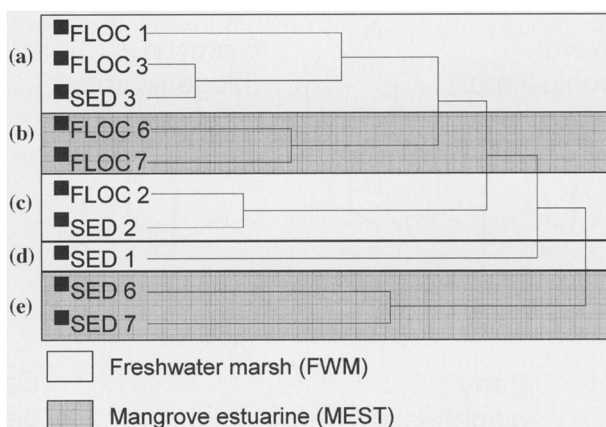 (a)
FLOC 1
FLOC 3
SED 3
(b)
FLOC 6
FLOC 7
(c)
FLOC 2
SED 2
(d)
SED 1
(e)
SED 6
SED 7
Freshwater marsh (FWM)
Mangrove estuarine (MEST)